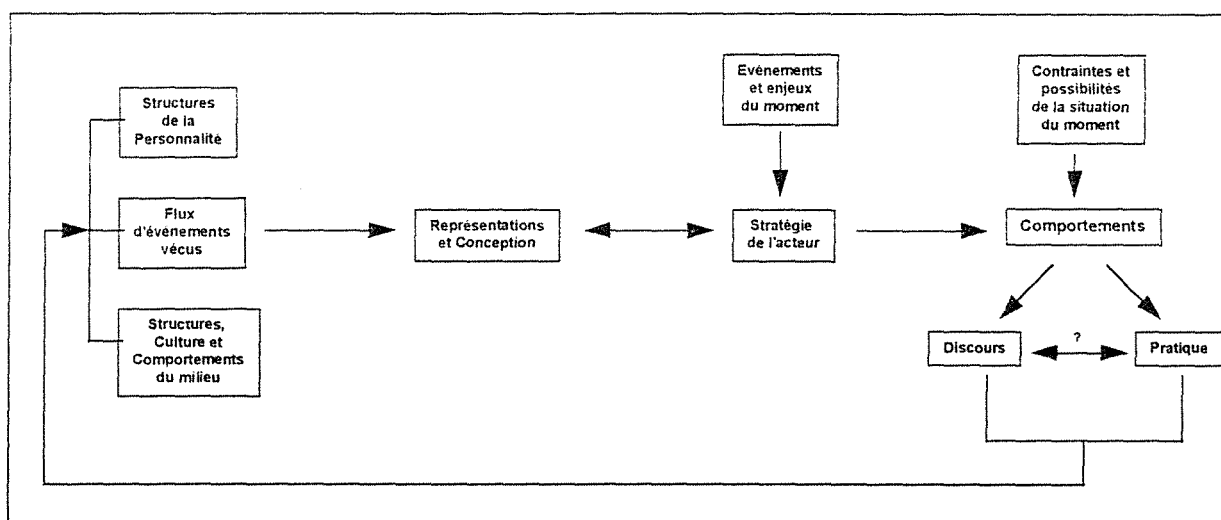 Evénements
et enjeux
du moment
Contraintes et
possibilités
de la situation
du moment
Structures
de la
Personnalité
Flux
d'événements
vécus
Représentations
et Conception
Stratégie
de l'acteur
Comportements
Structures,
Culture et
Comportements
du milieu
Discours
?
Pratique